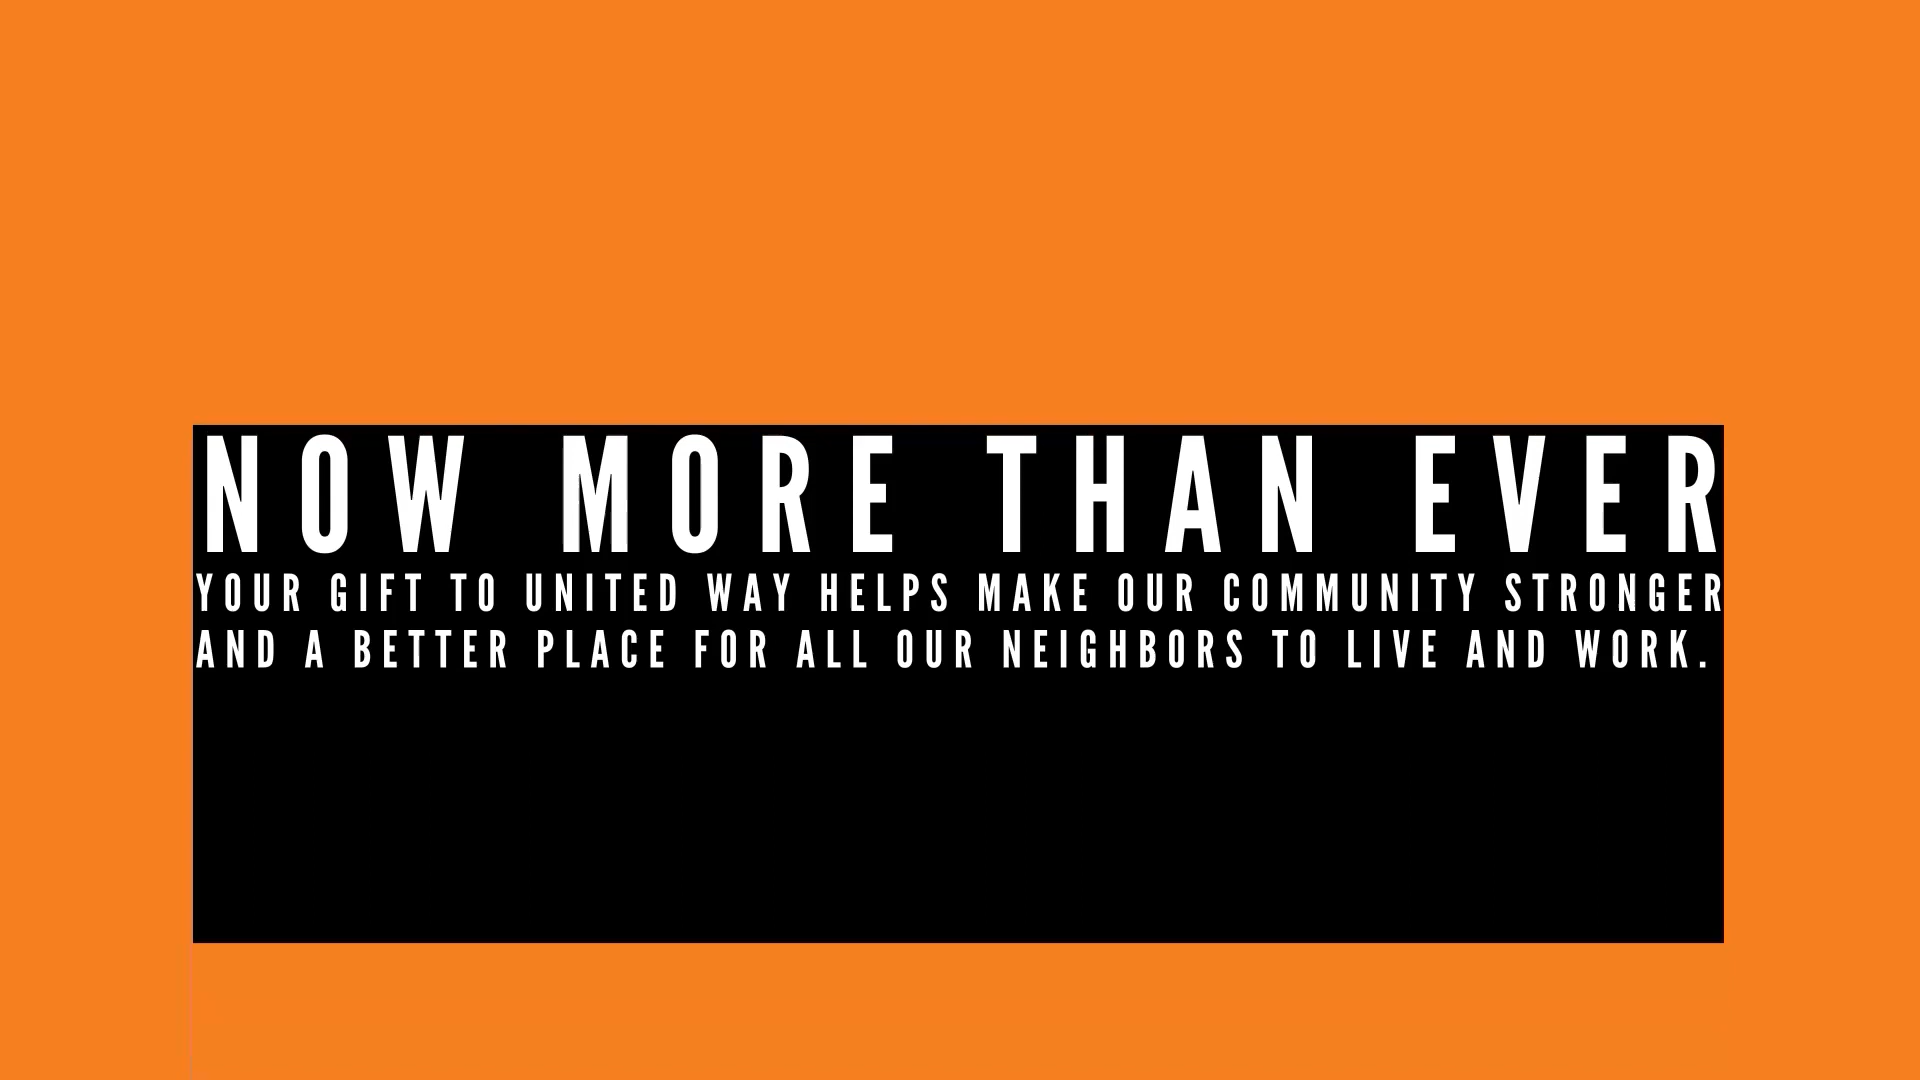 NOW MORE THAN EVER
YOUR GIFT TO UNITED WAY HELPS MAKE OUR COMMUNITY STRONGER
AND A BETTER PLACE FOR ALL OUR NEIGHBORS TO LIVE AND WORK.